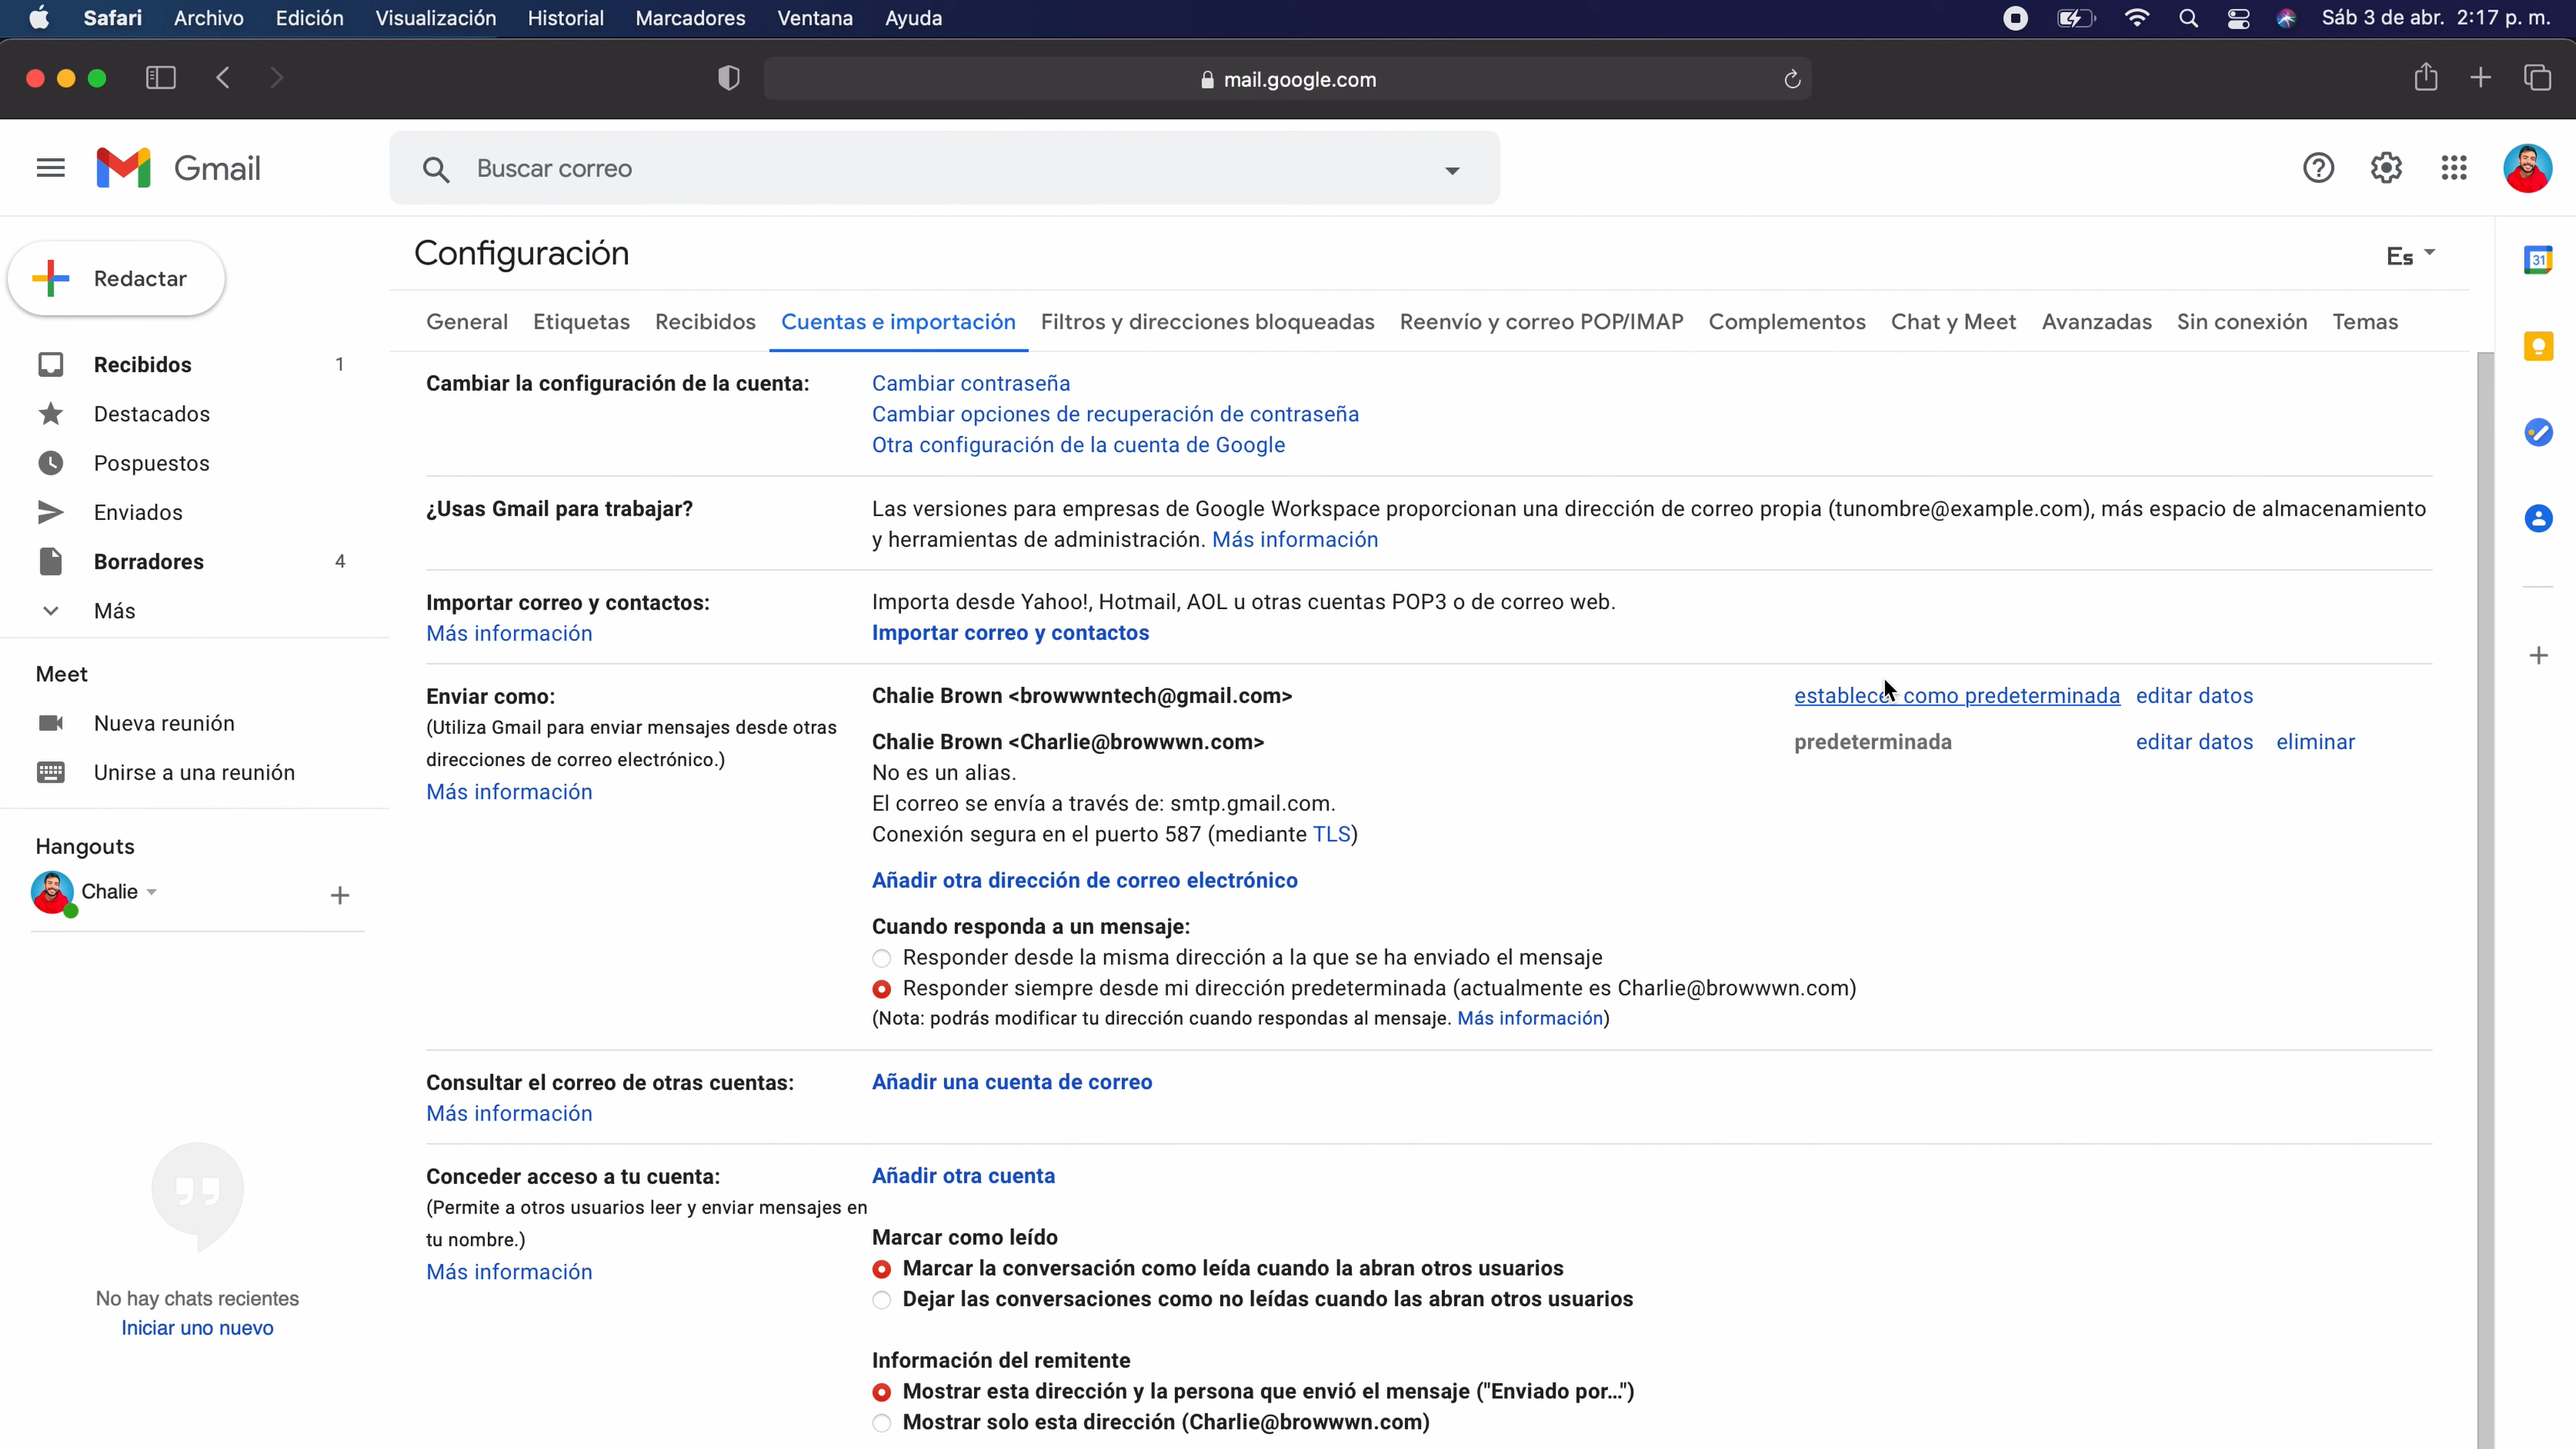 Safari Archivo Edición Visualización Historial Marcadores Ventana Ayuda Sáb 3 de abr. 2:17 p. m.
mail.google.com
Gmail
Buscar correo
Redactar
Recibidos 1
Destacados
Pospuestos
Enviados
Borradores 4
Más
Meet
Nueva reunión
Unirse a una reunión
Hangouts
Chalie
No hay chats recientes
Iniciar uno nuevo
Configuración
Es
General Etiquetas Recibidos Cuentas e importación Filtros y direcciones bloqueadas Reenvío y correo POP/IMAP Complementos Chat y Meet Avanzadas Sin conexión Temas
Cambiar la configuración de la cuenta:
Cambiar contraseña
Cambiar opciones de recuperación de contraseña
Otra configuración de la cuenta de Google
¿Usas Gmail para trabajar?
Las versiones para empresas de Google Workspace proporcionan una dirección de correo propia (tunombre@example.com), más espacio de almacenamiento
y herramientas de administración. Más información
Importar correo y contactos:
Más información
Importa desde Yahoo!, Hotmail, AOL u otras cuentas POP3 o de correo web.
Importar correo y contactos
Enviar como:
(Utiliza Gmail para enviar mensajes desde otras
direcciones de correo electrónico.)
Más información
Chalie Brown <browwwntech@gmail.com> establecer como predeterminada editar datos
Chalie Brown <Charlie@browwwn.com> predeterminada editar datos eliminar
No es un alias.
El correo se envía a través de: smtp.gmail.com.
Conexión segura en el puerto 587 (mediante TLS)
Añadir otra dirección de correo electrónico
Cuando responda a un mensaje:
Responder desde la misma dirección a la que se ha enviado el mensaje
Responder siempre desde mi dirección predeterminada (actualmente es Charlie@browwwn.com)
(Nota: podrás modificar tu dirección cuando respondas al mensaje. Más información)
Consultar el correo de otras cuentas:
Más información
Añadir una cuenta de correo
Conceder acceso a tu cuenta:
(Permite a otros usuarios leer y enviar mensajes en
tu nombre.)
Más información
Añadir otra cuenta
Marcar como leído
Marcar la conversación como leída cuando la abran otros usuarios
Dejar las conversaciones como no leídas cuando las abran otros usuarios
Información del remitente
Mostrar esta dirección y la persona que envió el mensaje ("Enviado por...")
Mostrar solo esta dirección (Charlie@browwwn.com)
31